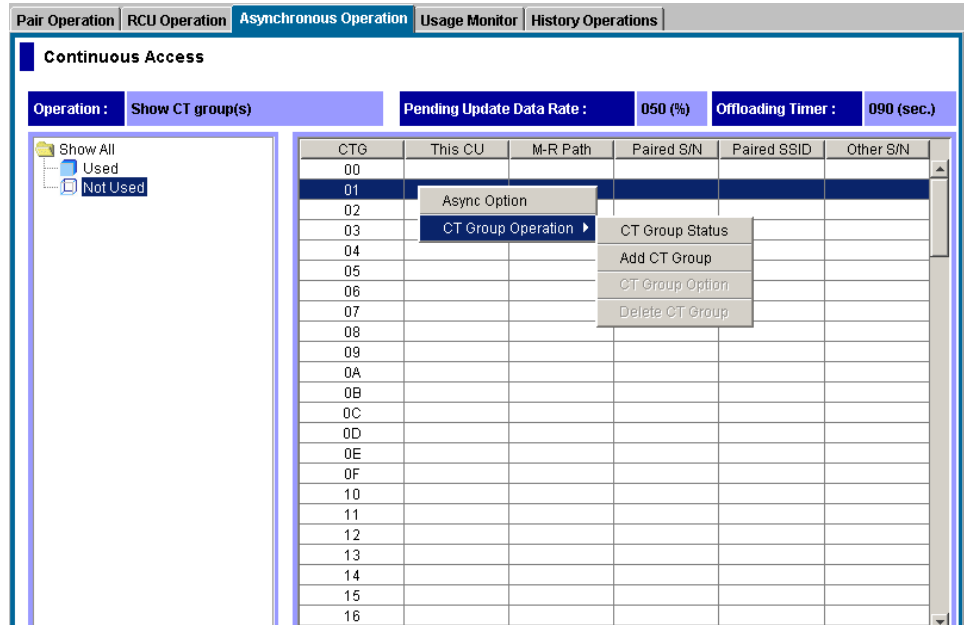 Pair Operation RCU Operation Asynchronous Operation Usage Monitor History Operations
Continuous Access
Operation : Show CT group(s) Pending Update Data Rate : 050 (%) Offloading Timer : 090 (sec.)
Show All
Used
Not Used
CTG This CU M-R Path Paired S/N Paired SSID Other S/N
00
01
02
03
04
05
06
07
08
09
0A
0B
0C
0D
0E
0F
10
11
12
13
14
15
16
Async Option
CT Group Operation
CT Group Status
Add CT Group
CT Group Option
Delete CT Group